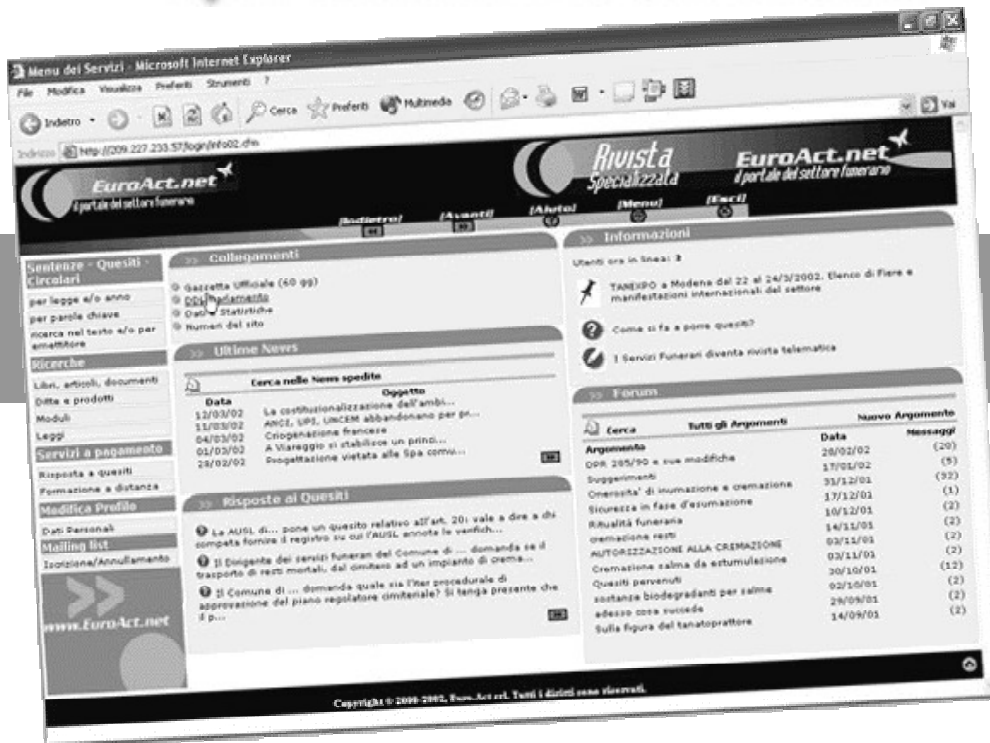 Menu dei Servizi - Microsoft Internet Explorer
File Modifica Visualizza Preferiti Strumenti ?
Indietro Cerca Preferiti Multimedia
Indirizzo http://209.227.233.57/login/info02.cfm Vai
EuroAct.net
il portale del settore funerario
Rivista
Specializzata
EuroAct.net
il portale del settore funerario
[Indietro] [Avanti] [Aiuto] [Menu] [Esci]
Sentenze - Quesiti -
Circolari
per legge e/o anno
per parole chiave
ricerca nel testo e/o per
emettitore
Ricerche
Libri, articoli, documenti
Ditte e prodotti
Moduli
Leggi
Servizi a pagamento
Risposta a quesiti
Formazione a distanza
Modifica Profilo
Dati Personali
Mailing list
Iscrizione/Annullamento
www.EuroAct.net
>> Collegamenti
Gazzetta Ufficiale (60 gg)
DDL Parlamento
Dati Statistiche
Numeri del sito
>> Ultime News
Cerca nelle News spedite
Data Oggetto
12/03/02 La costituzionalizzazione dell'ambi...
11/03/02 ANCI, UPI, UNCEM abbandonano per pr...
04/03/02 Criogenazione francese
01/03/02 A Viareggio si stabilisce un princi...
28/02/02 Progettazione vietata alle Spa comu...
>> Risposte ai Quesiti
La AUSL di... pone un quesito relativo all'art. 20: vale a dire a chi
competa fornire il registro su cui l'AUSL annota le verifich...
Il Dirigente dei servizi funerari del Comune di ... domanda se il
trasporto di resti mortali, dal cimitero ad un impianto di crema...
Il Comune di ... domanda quale sia l'iter procedurale di
approvazione del piano regolatore cimiteriale? Si tenga presente che
il p...
>> Informazioni
Utenti ora in linea: 3
TANEXPO a Modena dal 22 al 24/3/2002. Elenco di Fiere e
manifestazioni internazionali del settore
Come si fa a porre quesiti?
I Servizi Funerari diventa rivista telematica
>> Forum
Cerca Tutti gli Argomenti Nuovo Argomento
Argomento Data Messaggi
DPR 285/90 e sue modifiche 28/02/02 (20)
Suggerimenti 17/01/02 (5)
Onerosita' di inumazione e cremazione 31/12/01 (32)
Sicurezza in fase d'esumazione 17/12/01 (1)
Ritualità funeraria 10/12/01 (2)
cremazione resti 14/11/01 (2)
AUTORIZZAZIONE ALLA CREMAZIONE 03/11/01 (2)
Cremazione salma da estumulazione 03/11/01 (2)
Quesiti pervenuti 30/10/01 (12)
sostanze biodegradanti per salme 02/10/01 (2)
adesso cosa succede 29/09/01 (2)
Sulla figura del tanatoprattore 14/09/01 (2)
Copyright © 2000-2002, Euro.Act srl. Tutti i diritti sono riservati.